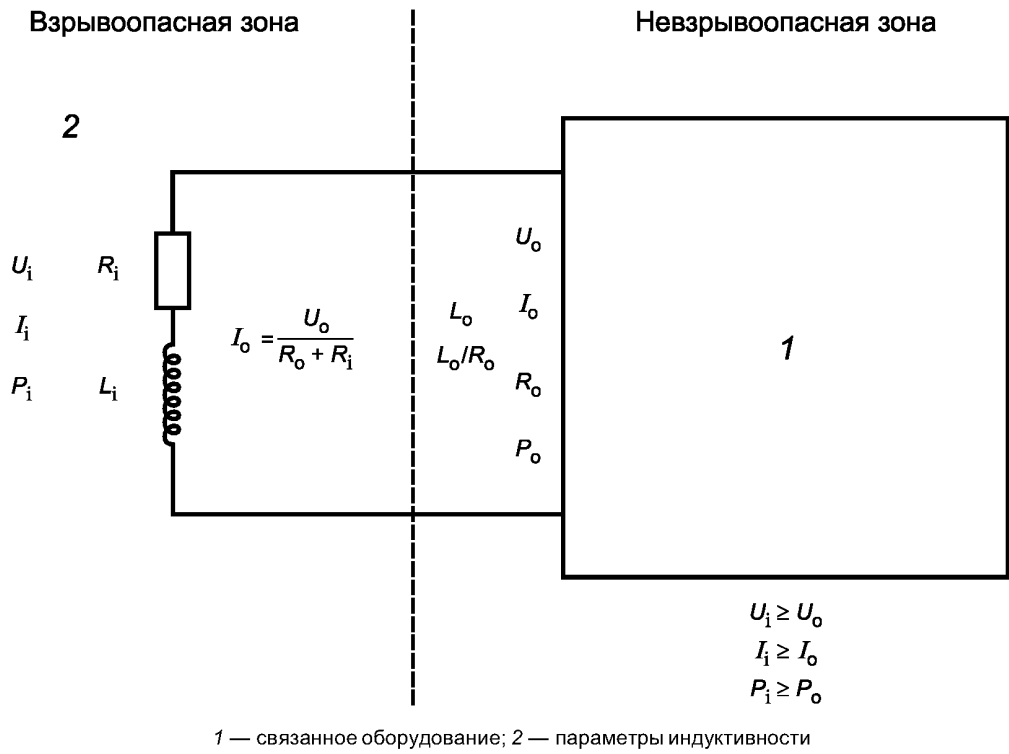 Взрывоопасная зона
Невзрывоопасная зона
2
Uo
Ui Ri
Io
Ii
Io = Uo / (Ro + Ri)
Lo
Lo/Ro
1
Pi Li
Ro
Po
Ui ≥ Uo
Ii ≥ Io
Pi ≥ Po
1 — связанное оборудование; 2 — параметры индуктивности